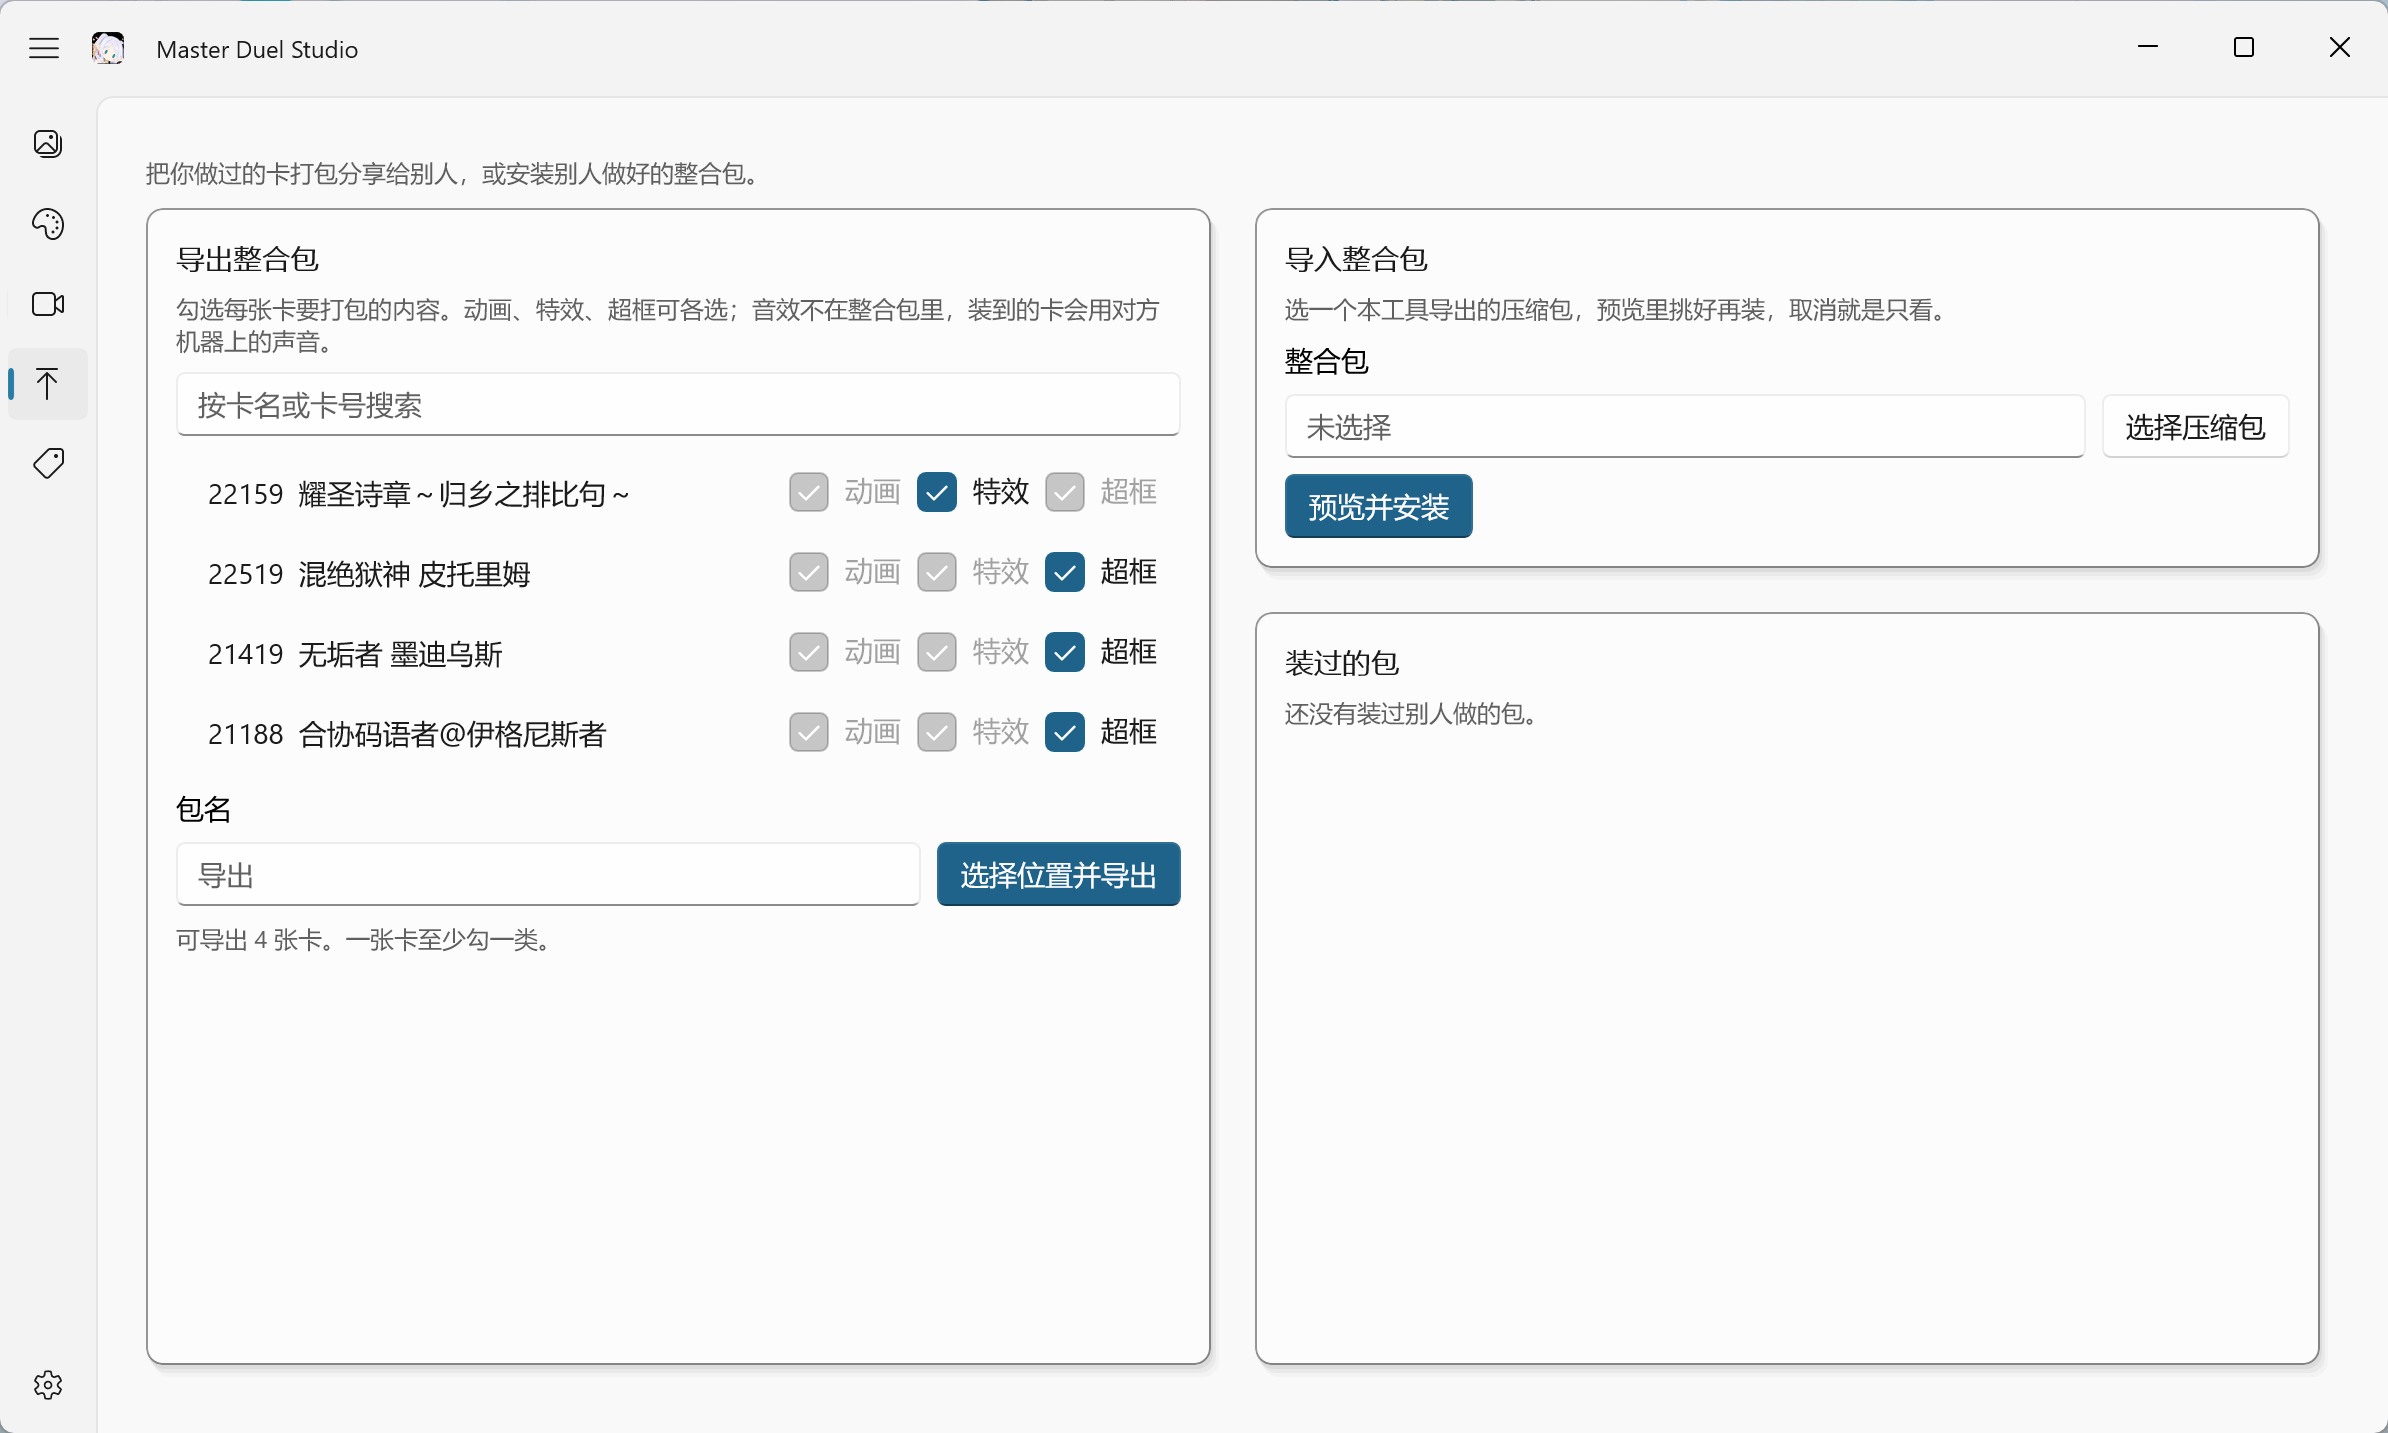 Master Duel Studio
把你做过的卡打包分享给别人，或安装别人做好的整合包。
导出整合包
勾选每张卡要打包的内容。动画、特效、超框可各选；音效不在整合包里，装到的卡会用对方
机器上的声音。
按卡名或卡号搜索
22159 耀圣诗章～归乡之排比句～ 动画 特效 超框
22519 混绝狱神 皮托里姆 动画 特效 超框
21419 无垢者 墨迪乌斯 动画 特效 超框
21188 合协码语者@伊格尼斯者 动画 特效 超框
包名
导出 选择位置并导出
可导出 4 张卡。一张卡至少勾一类。
导入整合包
选一个本工具导出的压缩包，预览里挑好再装，取消就是只看。
整合包
未选择 选择压缩包
预览并安装
装过的包
还没有装过别人做的包。